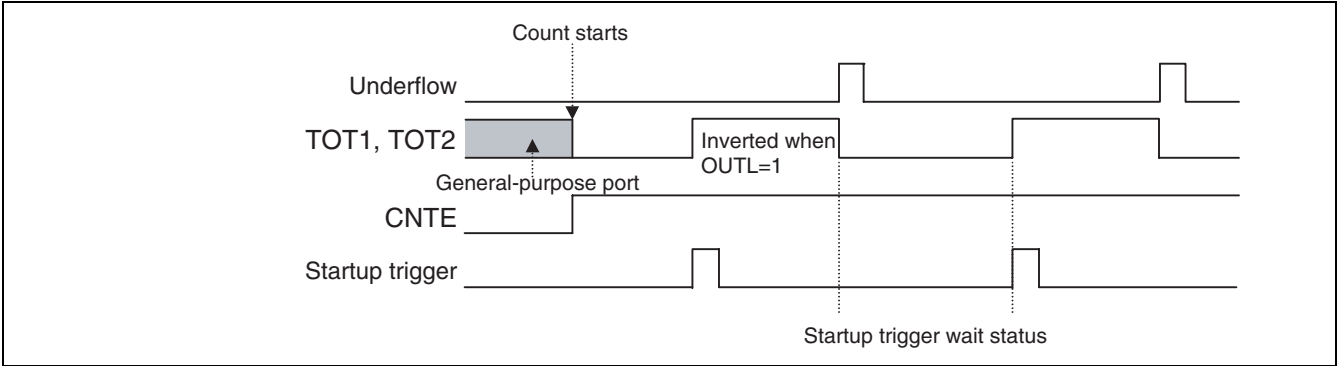 Count starts
Underflow
TOT1, TOT2
Inverted when
OUTL=1
General-purpose port
CNTE
Startup trigger
Startup trigger wait status